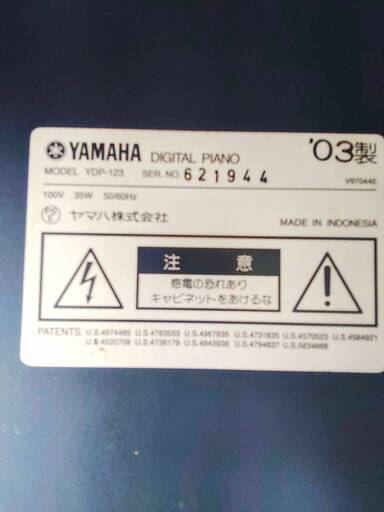 YAMAHA DIGITAL PIANO '03製
MODEL YDP-123 SER.NO. 621944 V970440
100V 35W 50/60Hz
ヤマハ株式会社 MADE IN INDONESIA
注 意
感電の恐れあり
キャビネットをあけるな
PATENTS: U.S.4974485 U.S.4763553 U.S.4967635 U.S.4731835 U.S.4570523 U.S.4584921
U.S.4520708 U.S.4738179 U.S.4643938 U.S.4794837 U.S.5834668